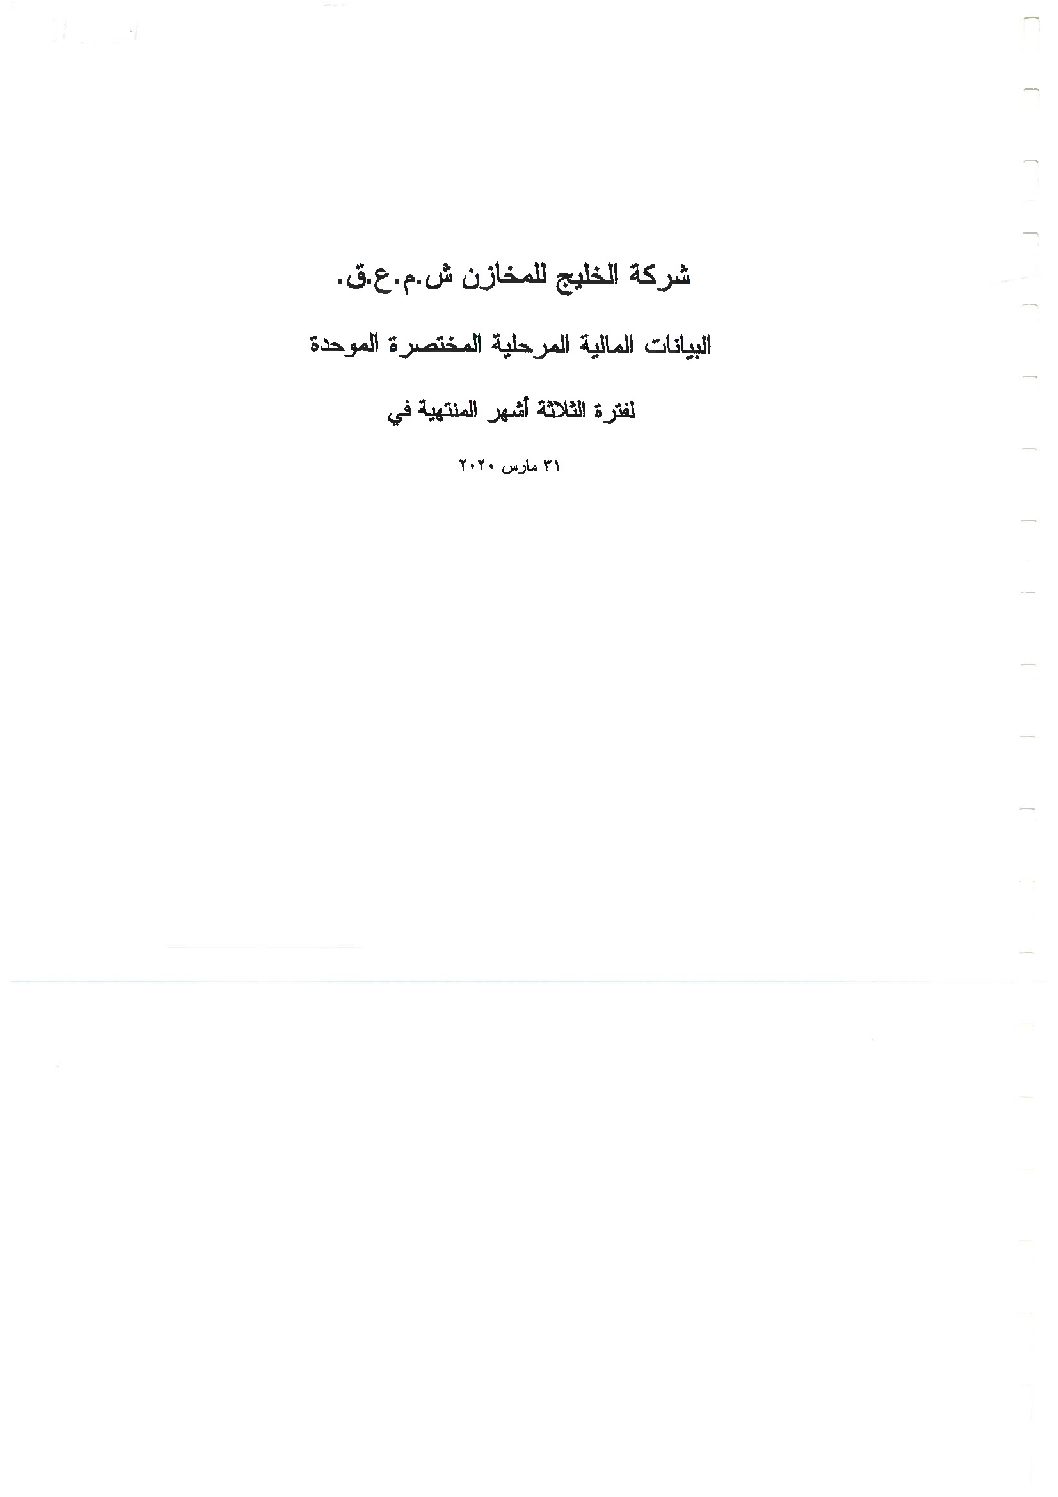 شركة الخليج للمخازن ش.م.ع.ق.
البيانات المالية المرحلية المختصرة الموحدة
لفترة الثلاثة أشهر المنتهية في
٣١ مارس ٢٠٢٠